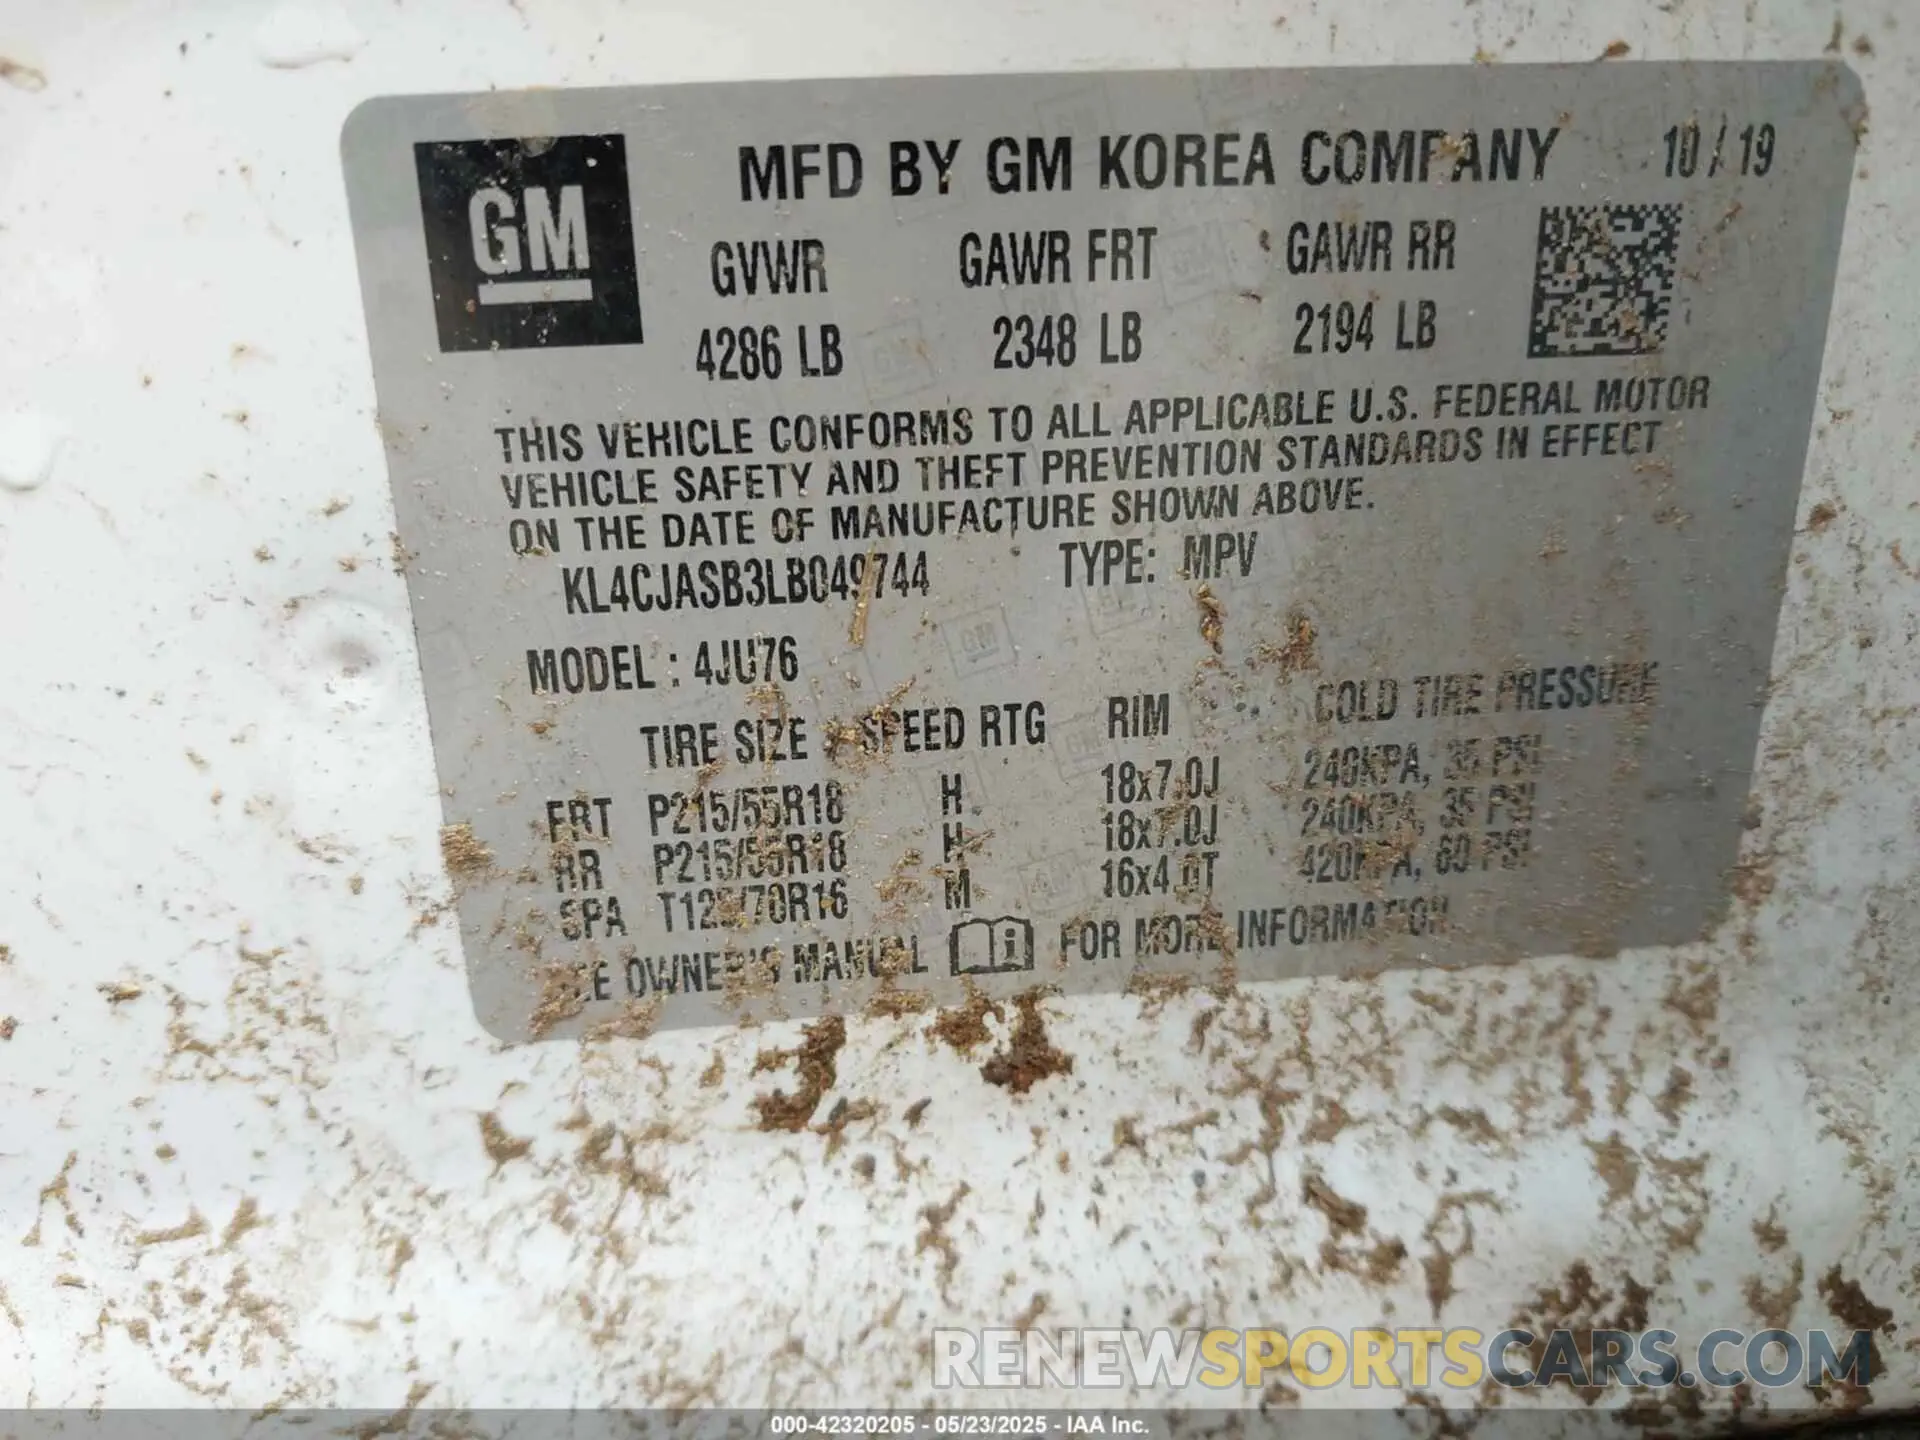 GM
MFD BY GM KOREA COMPANY 10/19
GVWR GAWR FRT GAWR RR
4286 LB 2348 LB 2194 LB
THIS VEHICLE CONFORMS TO ALL APPLICABLE U.S. FEDERAL MOTOR
VEHICLE SAFETY AND THEFT PREVENTION STANDARDS IN EFFECT
ON THE DATE OF MANUFACTURE SHOWN ABOVE.
KL4CJASB3LB049744 TYPE: MPV
MODEL : 4JU76
TIRE SIZE SPEED RTG RIM COLD TIRE PRESSURE
FRT P215/55R18 H 18x7.0J 240KPA, 35 PSI
RR P215/55R18 H 18x7.0J 240KPA, 35 PSI
SPA T125/70R16 M 16x4.0T 420KPA, 60 PSI
SEE OWNER'S MANUAL FOR MORE INFORMATION.
RENEWSPORTSCARS.COM
000-42320205 - 05/23/2025 - IAA Inc.